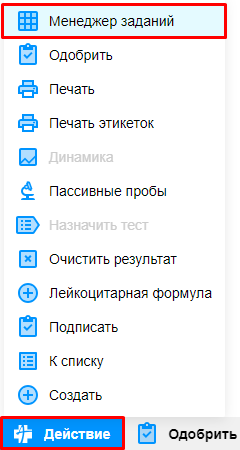 Менеджер заданий
Одобрить
Печать
Печать этикеток
Динамика
Пассивные пробы
Назначить тест
Очистить результат
Лейкоцитарная формула
Подписать
К списку
Создать
Действие Одобрить